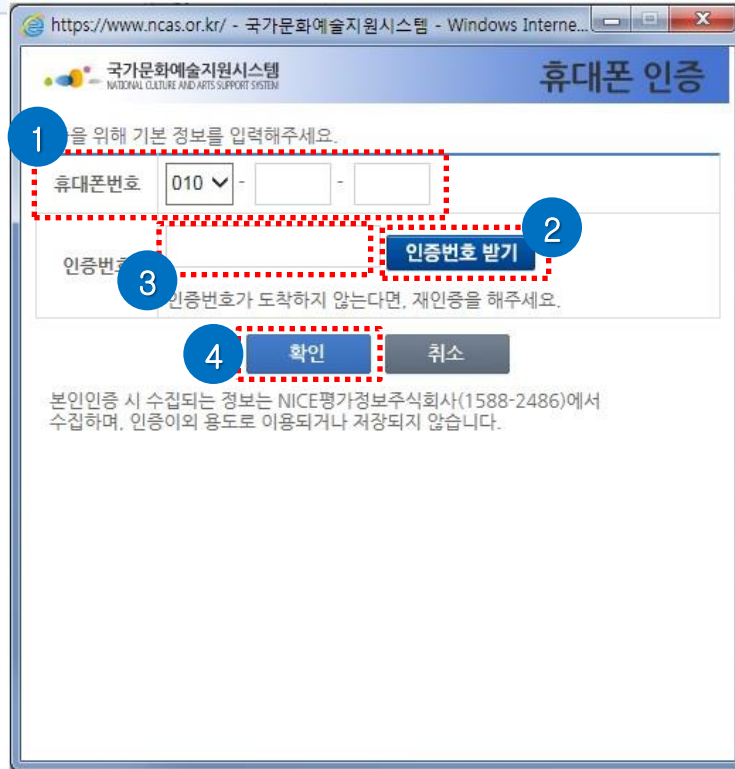 https://www.ncas.or.kr/ - 국가문화예술지원시스템 - Windows Interne...
국가문화예술지원시스템
NATIONAL CULTURE AND ARTS SUPPORT SYSTEM
휴대폰 인증
1
을 위해 기본 정보를 입력해주세요.
휴대폰번호 010 - -
2
인증번 인증번호 받기
3
인증번호가 도착하지 않는다면, 재인증을 해주세요.
4 확인 취소
본인인증 시 수집되는 정보는 NICE평가정보주식회사(1588-2486)에서
수집하며, 인증이외 용도로 이용되거나 저장되지 않습니다.